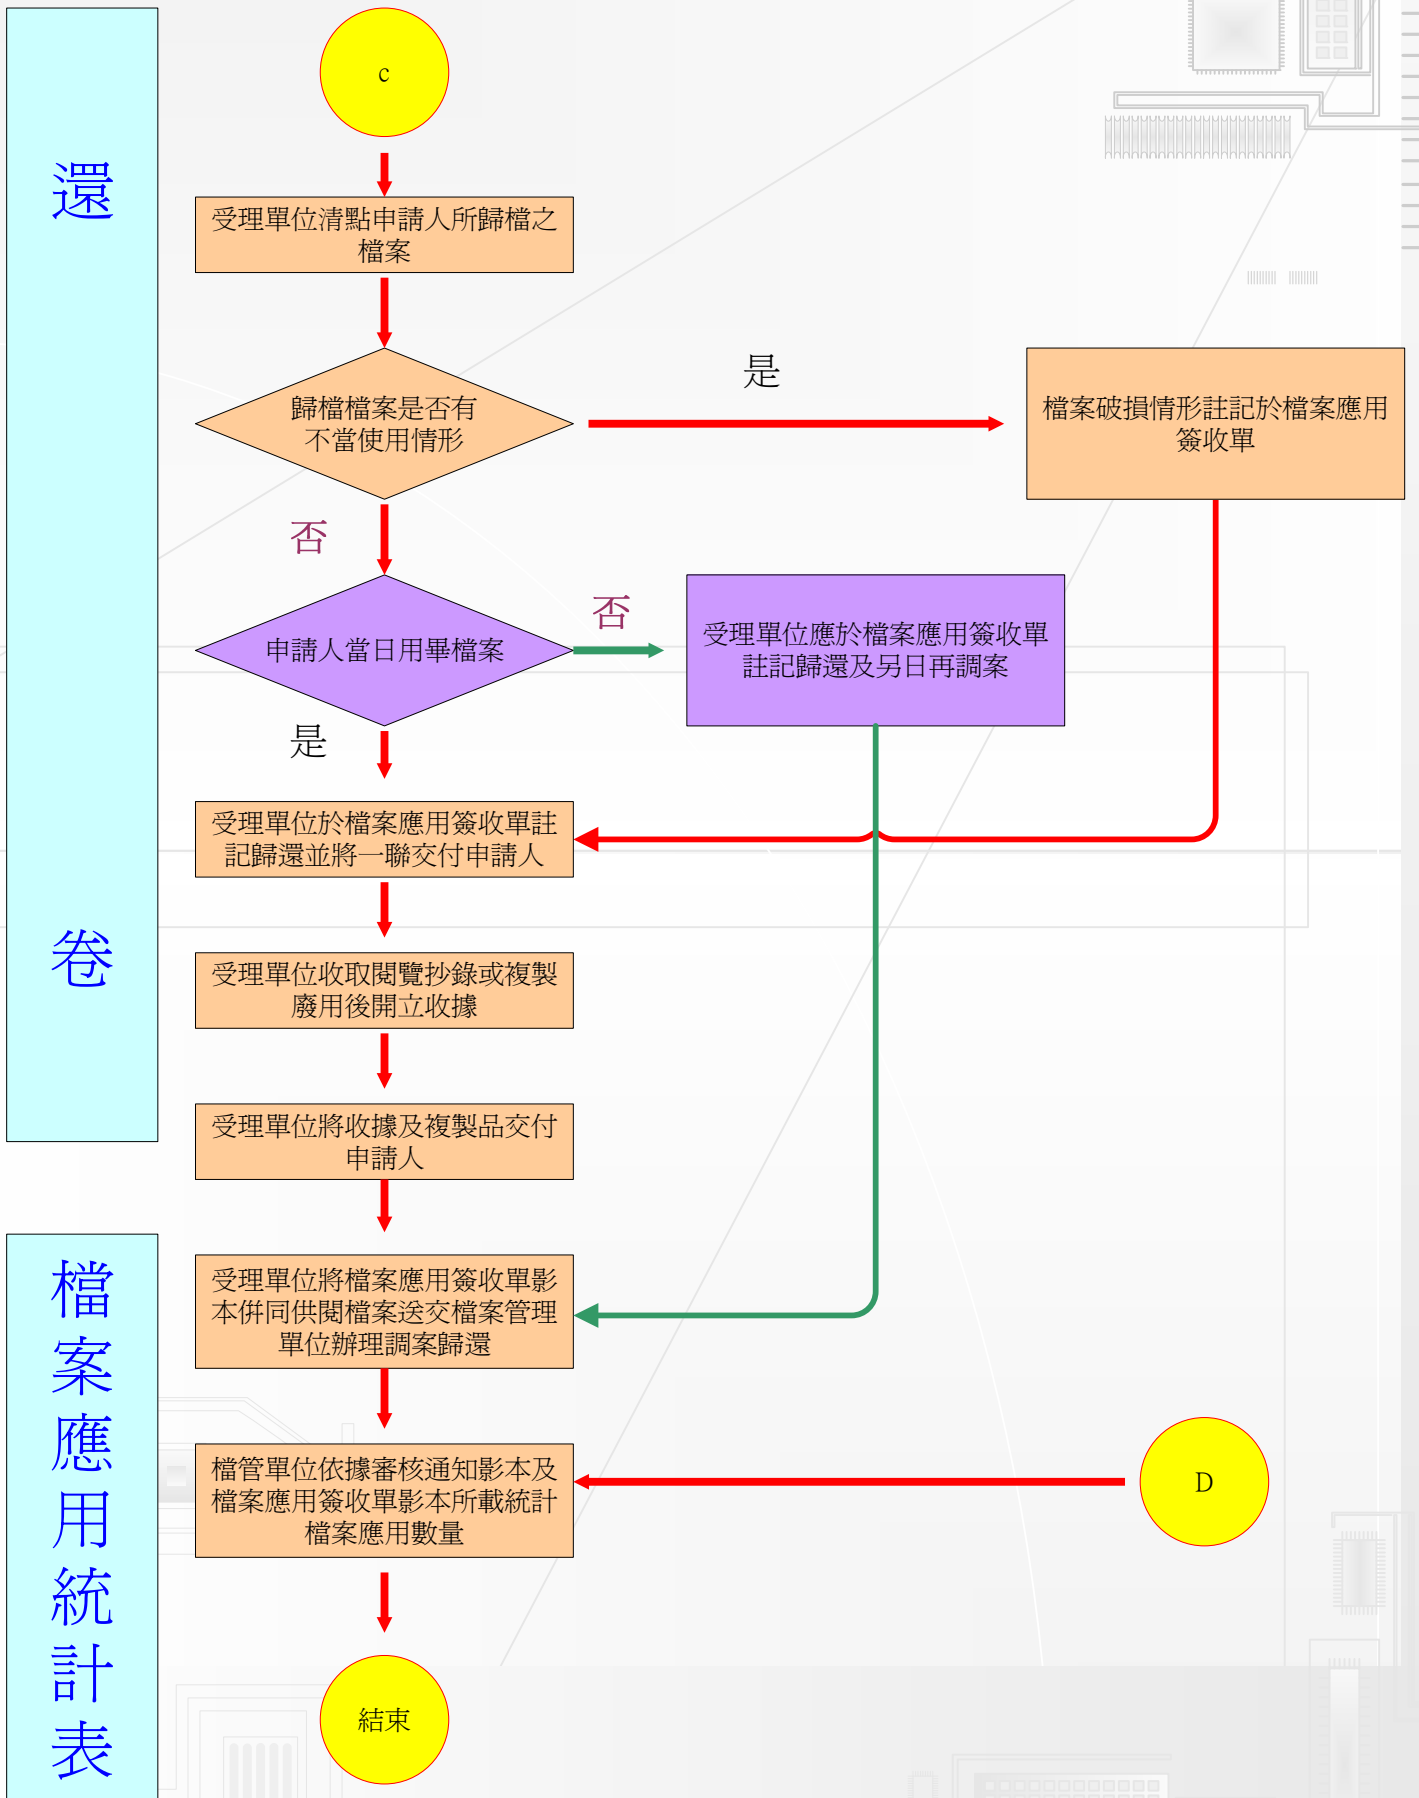 還
卷
c
受理單位清點申請人所歸檔之
檔案
歸檔檔案是否有
不當使用情形
是
檔案破損情形註記於檔案應用
簽收單
否
申請人當日用畢檔案
否
受理單位應於檔案應用簽收單
註記歸還及另日再調案
是
受理單位於檔案應用簽收單註
記歸還並將一聯交付申請人
受理單位收取閱覽抄錄或複製
廢用後開立收據
受理單位將收據及複製品交付
申請人
檔
案
應
用
統
計
表
受理單位將檔案應用簽收單影
本併同供閱檔案送交檔案管理
單位辦理調案歸還
檔管單位依據審核通知影本及
檔案應用簽收單影本所載統計
檔案應用數量
D
結束